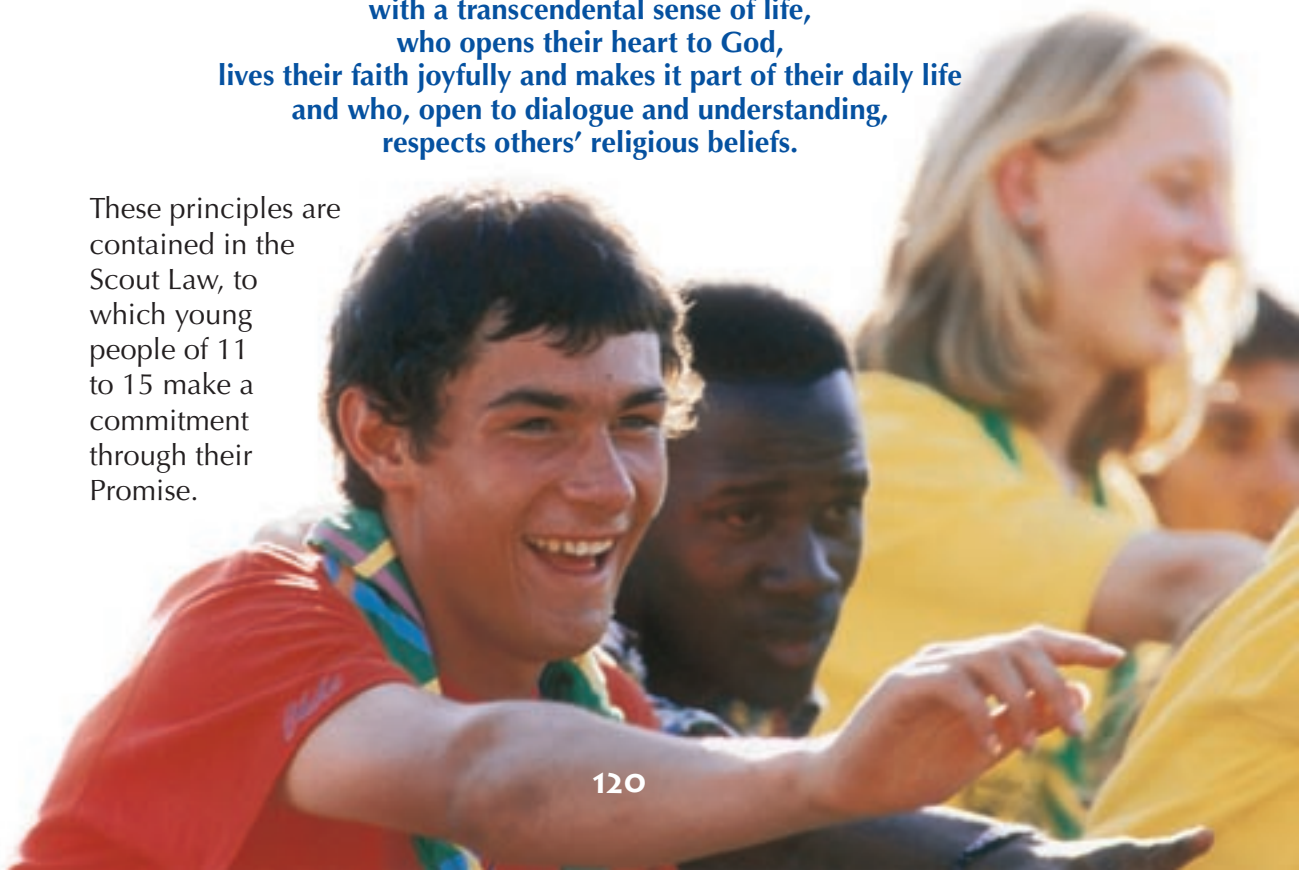 with a transcendental sense of life,
who opens their heart to God,
lives their faith joyfully and makes it part of their daily life
and who, open to dialogue and understanding,
respects others’ religious beliefs.
These principles are
contained in the
Scout Law, to
which young
people of 11
to 15 make a
commitment
through their
Promise.
120